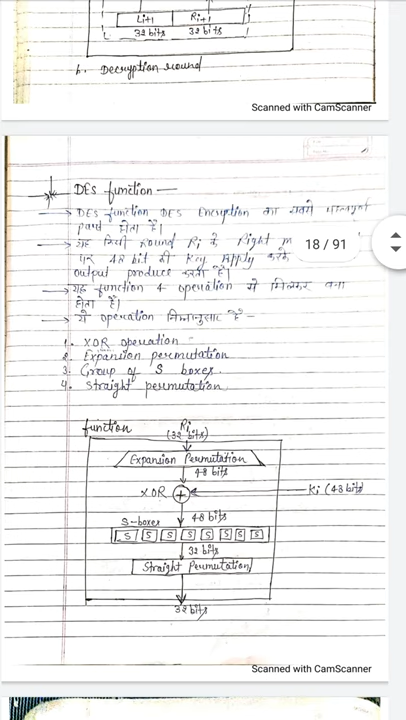 Li+1 Ri+1
32 bits 32 bits
b. Decryption round
Scanned with CamScanner
DES function —
→ DES function DES Encryption का सबसे महत्वपूर्ण
part होता है।
→ यह किसी round Ri के Right m
18 / 91
पर 48 bit की Key Apply करके
output produce करता है।
→ यह function 4 operation से मिलकर बना
होता है।
→ ये operation निम्नानुसार है –
1. XOR operation –
2. Expansion permutation
3. Group of S boxes.
4. Straight permutation
function Ri
(32 bits)
Expansion Permutation
48 bits
XOR + Ki (48 bits)
S-boxes 48 bits
S S S S S S S S
32 bits
Straight Permutation
32 bits
Scanned with CamScanner